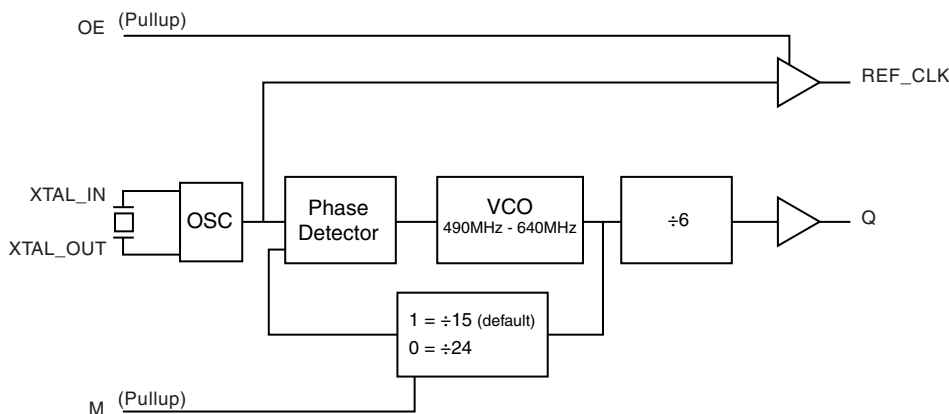 OE (Pullup)
REF_CLK
XTAL_IN
OSC
XTAL_OUT
Phase
Detector
VCO
490MHz - 640MHz
÷6
Q
1 = ÷15 (default)
0 = ÷24
M (Pullup)